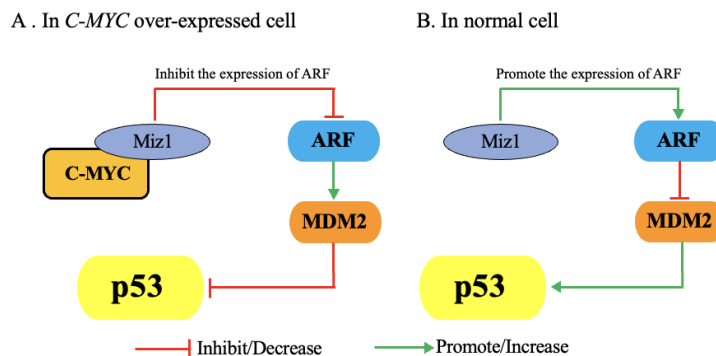 A . In C-MYC over-expressed cell
B. In normal cell
Inhibit the expression of ARF
Promote the expression of ARF
Miz1
ARF
Miz1
ARF
C-MYC
MDM2
MDM2
p53
p53
Inhibit/Decrease
Promote/Increase